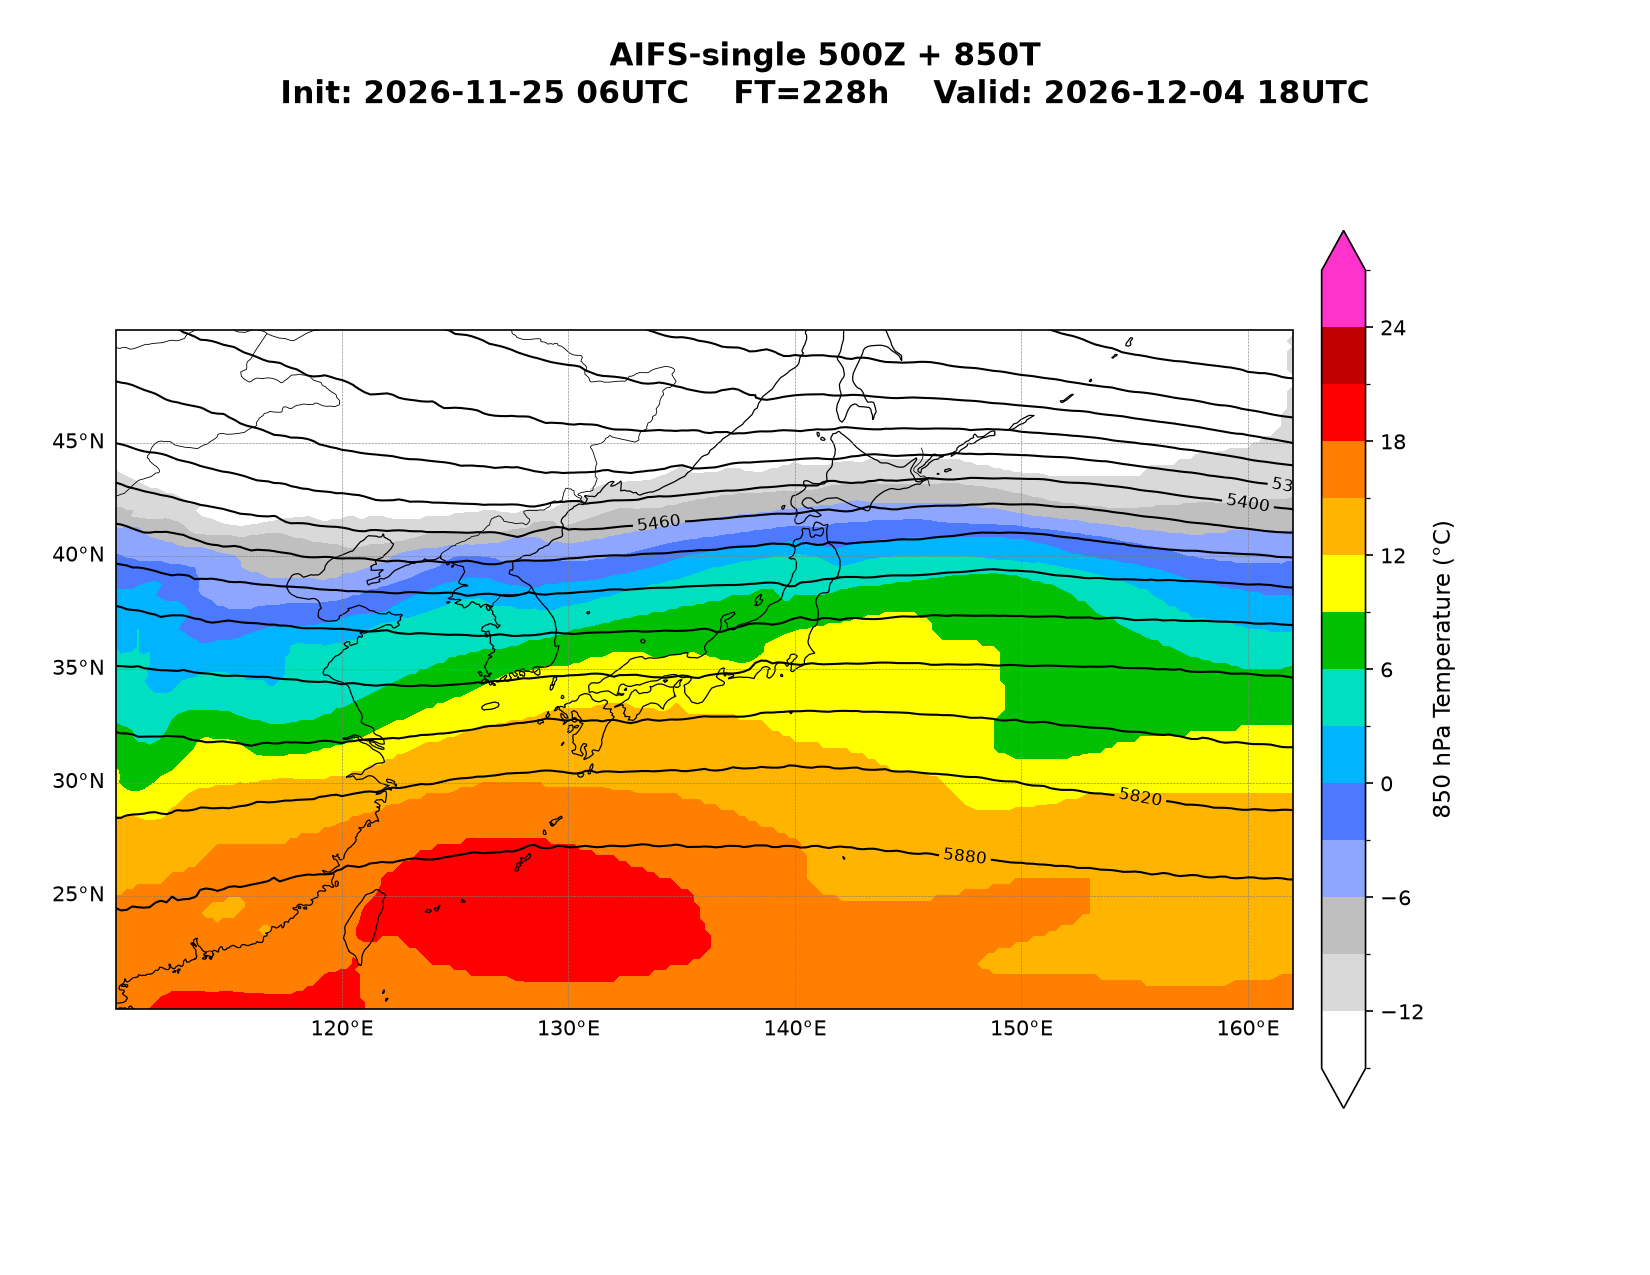 AIFS-single 500Z + 850T
Init: 2026-11-25 06UTC    FT=228h    Valid: 2026-12-04 18UTC
45°N
40°N
35°N
30°N
25°N
120°E
130°E
140°E
150°E
160°E
53
5400
5460
5820
5880
24
18
12
6
0
−6
−12
850 hPa Temperature (°C)